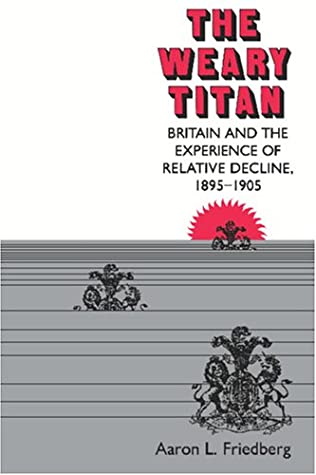 THE
WEARY
TITAN
BRITAIN AND THE
EXPERIENCE OF
RELATIVE DECLINE,
1895–1905
Aaron L. Friedberg